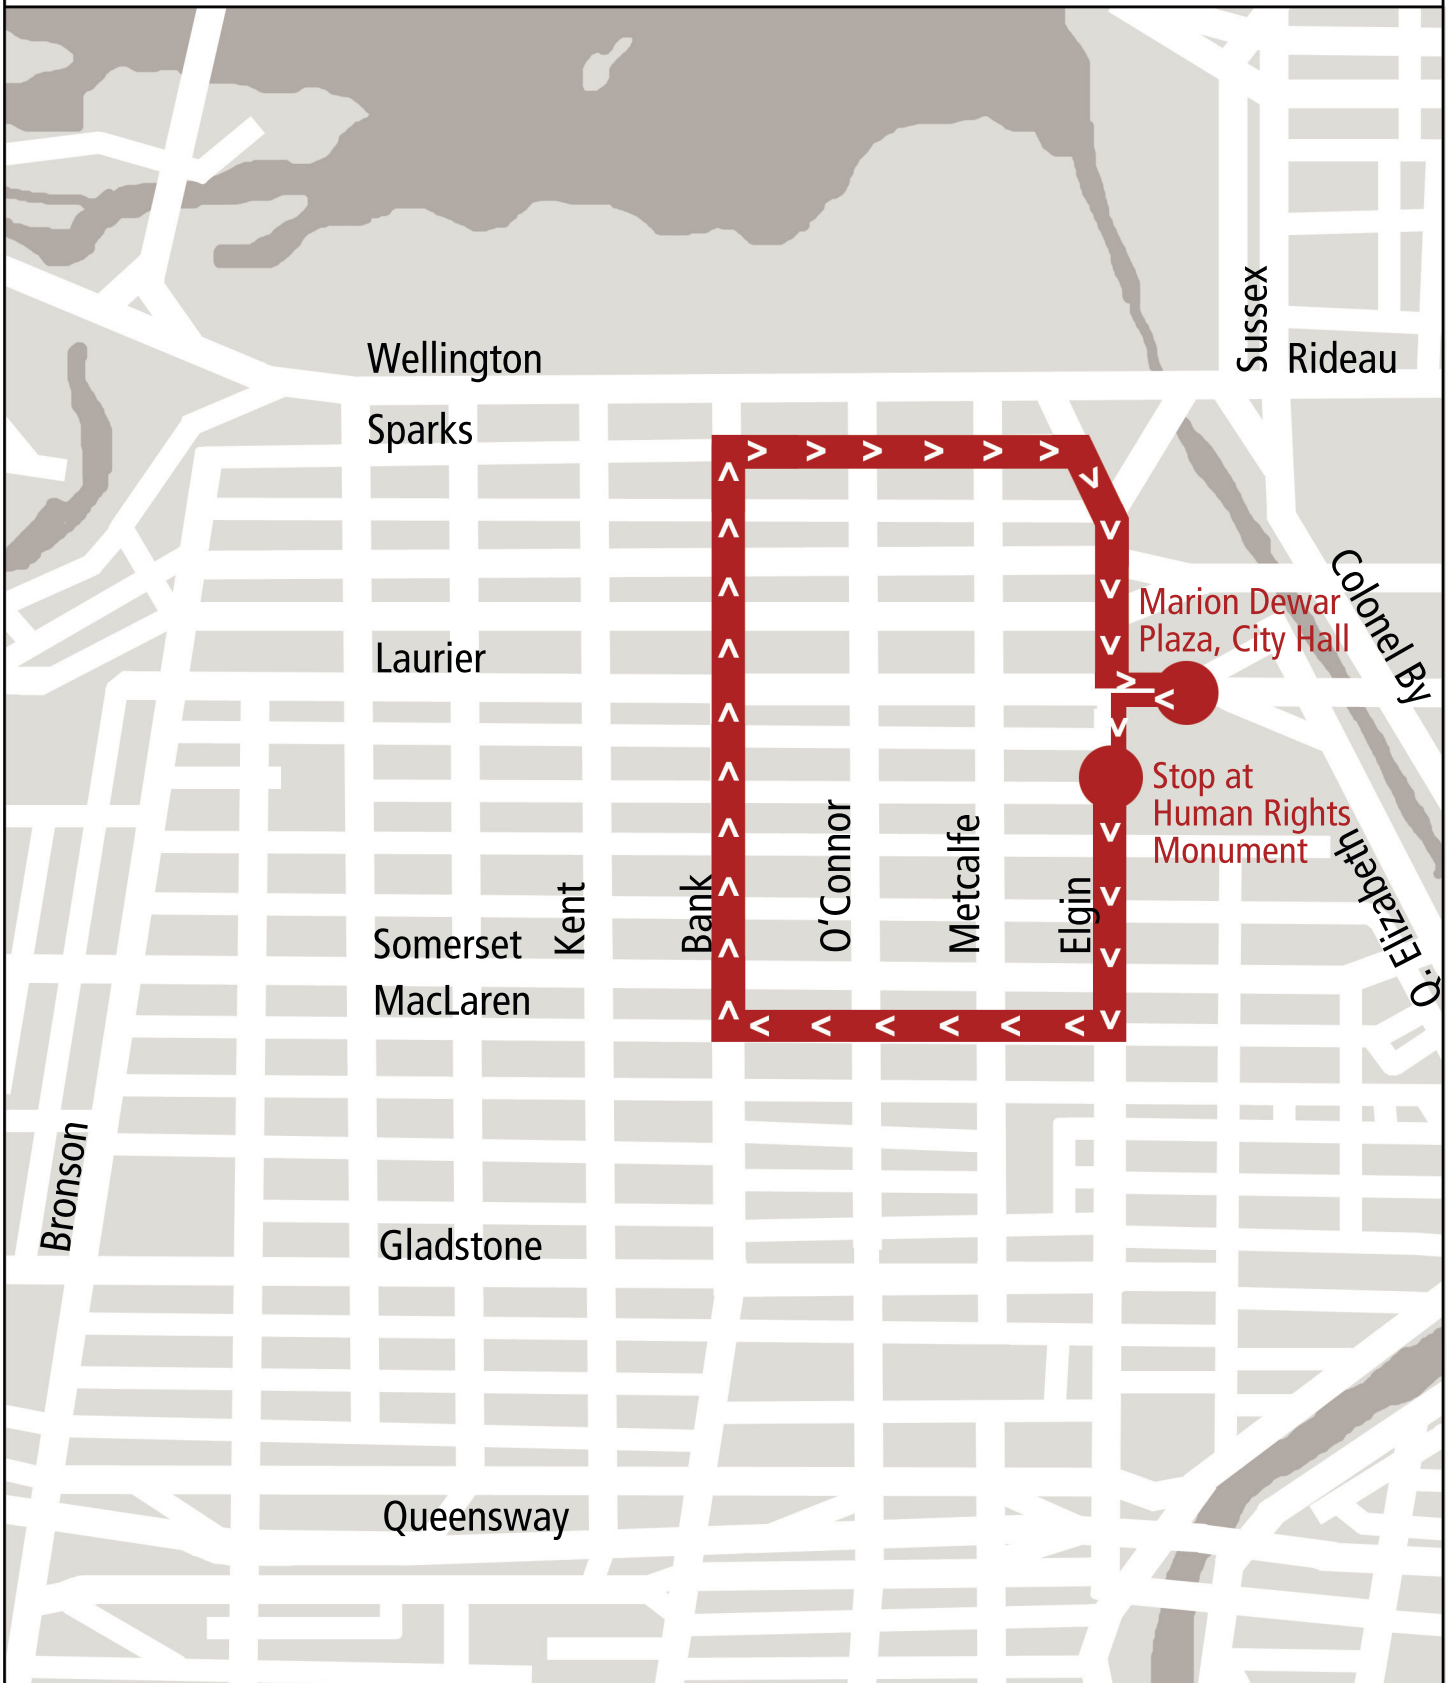 Sussex
Wellington
Rideau
Sparks
Colonel By
Marion Dewar
Plaza, City Hall
Laurier
Stop at
Human Rights
Monument
Q. Elizabeth
Kent
Bank
O‘Connor
Metcalfe
Elgin
Somerset
MacLaren
Bronson
Gladstone
Queensway